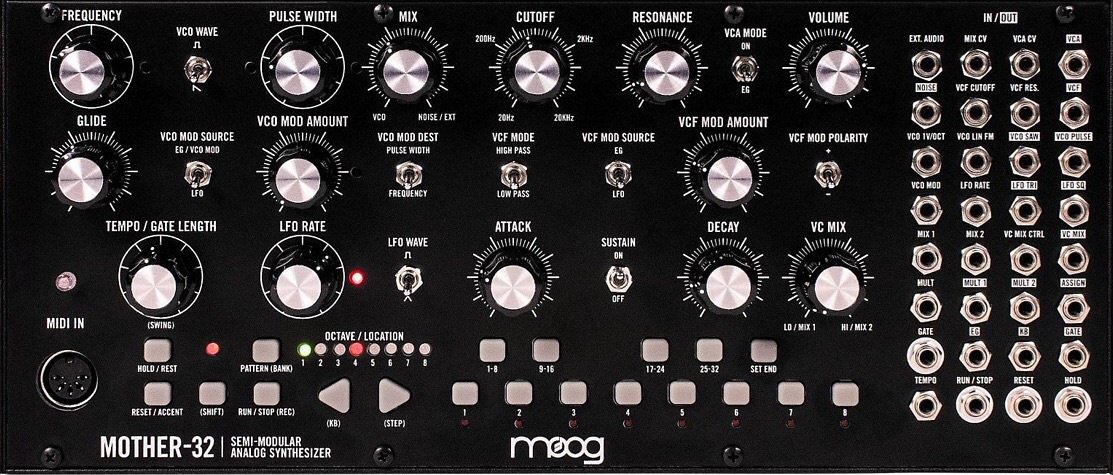 FREQUENCY
VCO WAVE
PULSE WIDTH
MIX
VCO
NOISE / EXT
CUTOFF
200Hz
2KHz
20Hz
20KHz
RESONANCE
VCA MODE
ON
EG
VOLUME
IN / OUT
EXT. AUDIO
MIX CV
VCA CV
VCA
NOISE
VCF CUTOFF
VCF RES.
VCF
GLIDE
VCO MOD SOURCE
EG / VCO MOD
LFO
VCO MOD AMOUNT
VCO MOD DEST
PULSE WIDTH
FREQUENCY
VCF MODE
HIGH PASS
LOW PASS
VCF MOD SOURCE
EG
LFO
VCF MOD AMOUNT
VCF MOD POLARITY
+
–
VCO 1V/OCT
VCO LIN FM
VCO SAW
VCO PULSE
VCO MOD
LFO RATE
LFO TRI
LFO SQ
TEMPO / GATE LENGTH
(SWING)
LFO RATE
LFO WAVE
ATTACK
SUSTAIN
ON
OFF
DECAY
VC MIX
LO / MIX 1
HI / MIX 2
MIX 1
MIX 2
VC MIX CTRL
VC MIX
MULT
MULT 1
MULT 2
ASSIGN
MIDI IN
HOLD / REST
PATTERN (BANK)
OCTAVE / LOCATION
1 2 3 4 5 6 7 8
1-8
9-16
17-24
25-32
SET END
GATE
EG
KB
GATE
RESET / ACCENT
(SHIFT)
RUN / STOP (REC)
(KB)
(STEP)
1 2 3 4 5 6 7 8
TEMPO
RUN / STOP
RESET
HOLD
MOTHER-32
SEMI-MODULAR
ANALOG SYNTHESIZER
moog